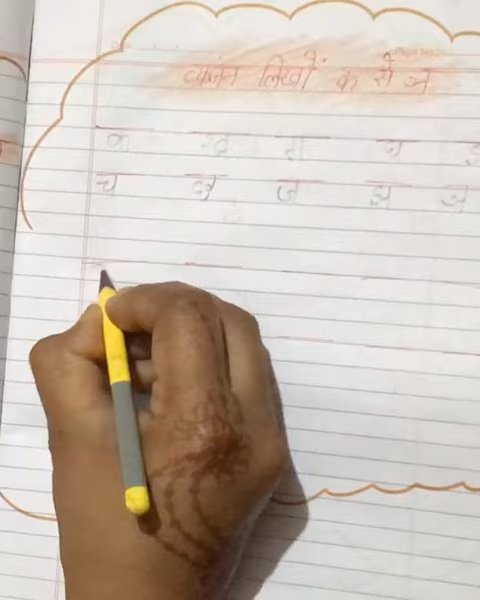 व्यंजन लिखों क से ञ
क ख ग घ ङ
च छ ज झ ञ